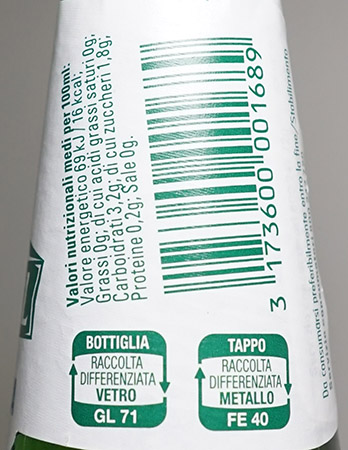 Valori nutrizionali medi per 100ml:
Valore energetico 69 kJ / 16 kcal;
Grassi 0g; di cui acidi grassi saturi 0g;
Carboidrati 3,2g; di cui zuccheri 1,8g;
Proteine 0,2g; Sale 0g.
3 173600 001689
Da consumarsi preferibilmente entro la fine/Stabilimento
BOTTIGLIA
RACCOLTA
DIFFERENZIATA
VETRO
GL 71
TAPPO
RACCOLTA
DIFFERENZIATA
METALLO
FE 40